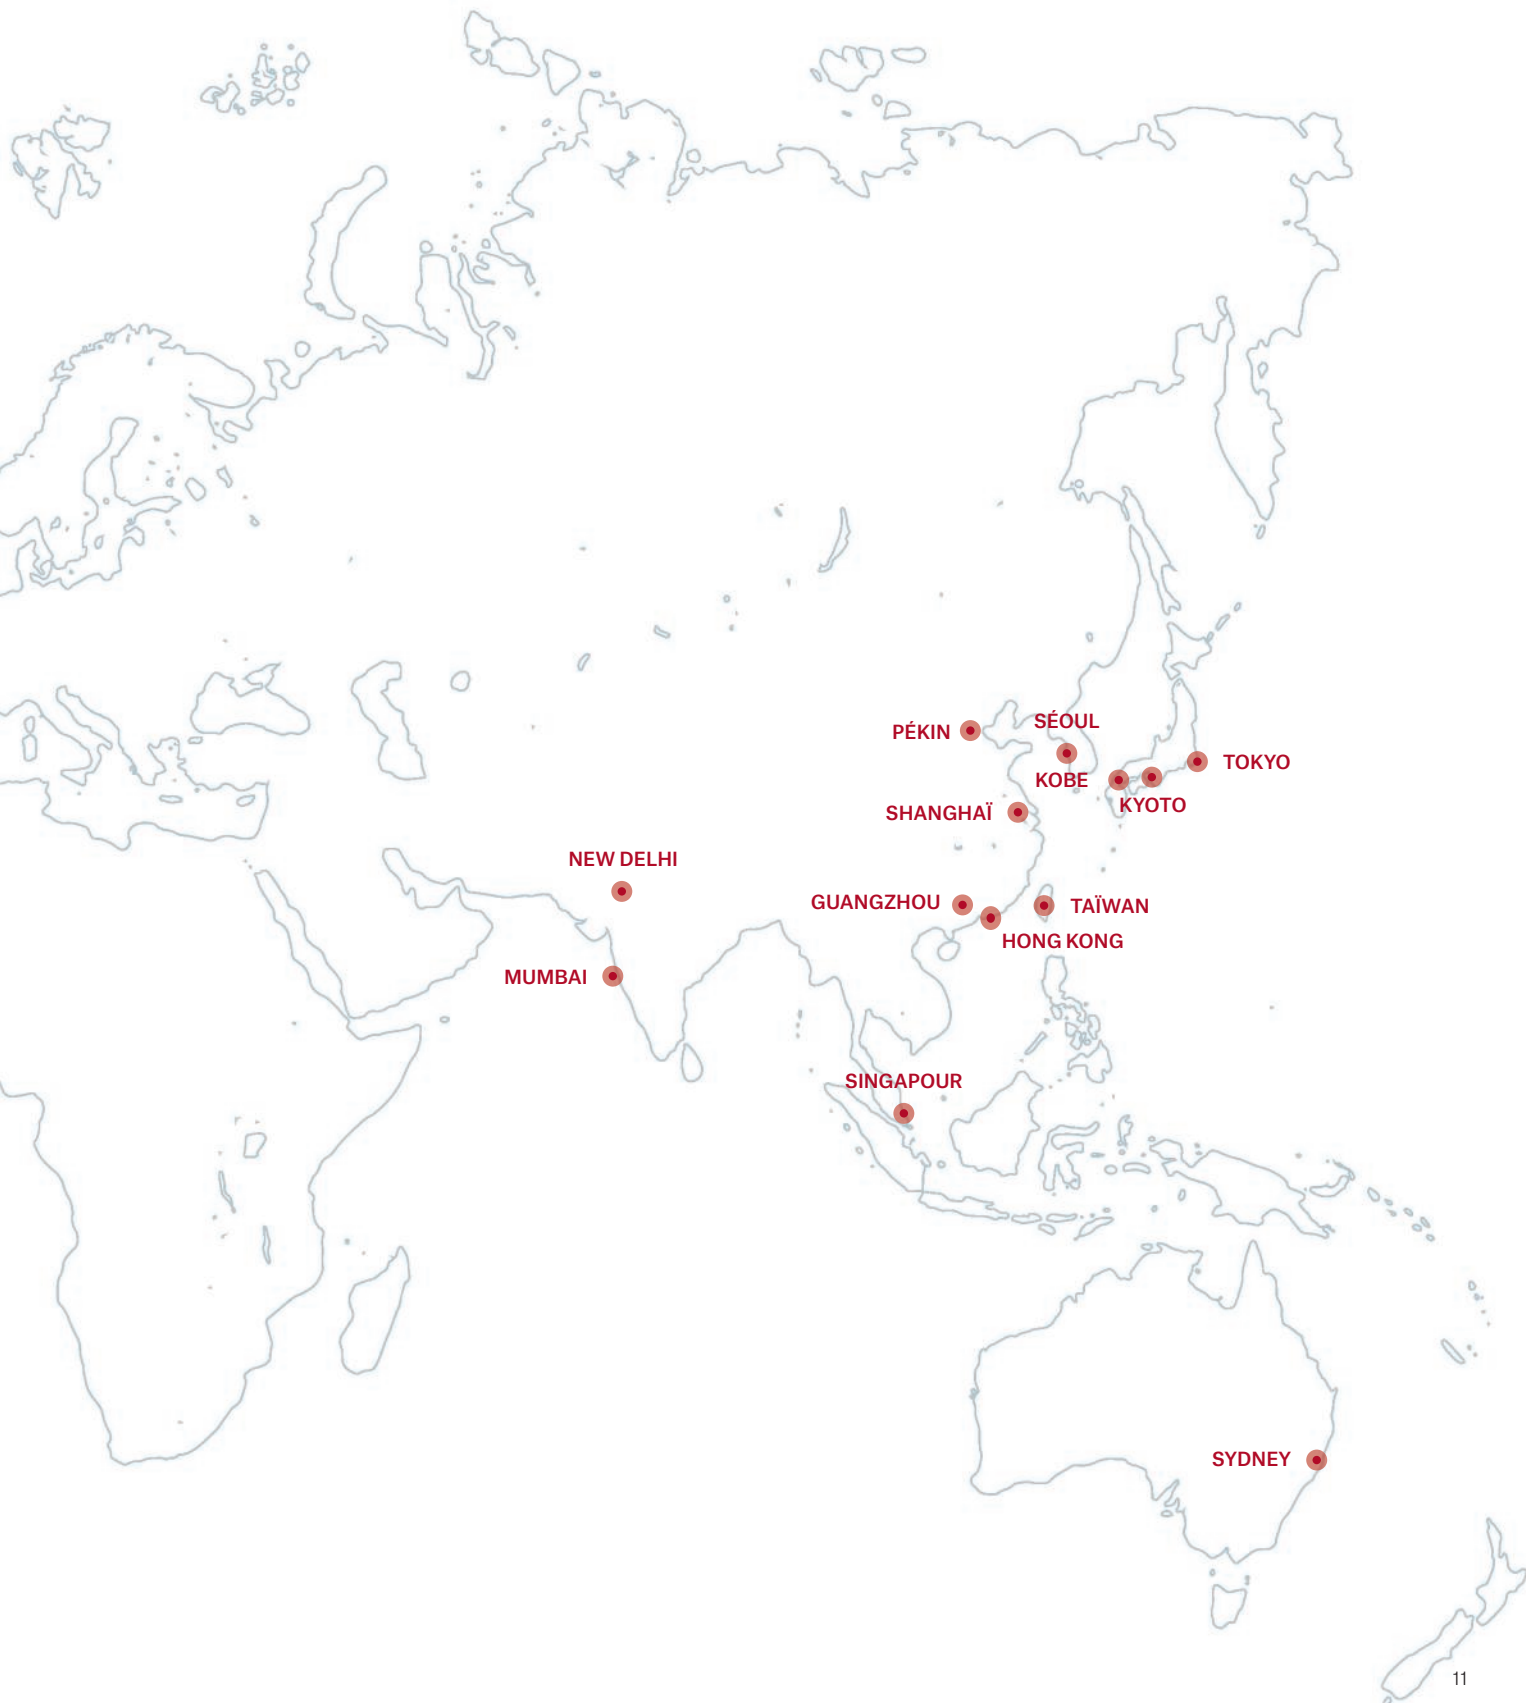 SÉOUL
PÉKIN
TOKYO
KOBE
KYOTO
SHANGHAÏ
NEW DELHI
GUANGZHOU
TAÏWAN
HONG KONG
MUMBAI
SINGAPOUR
SYDNEY
11